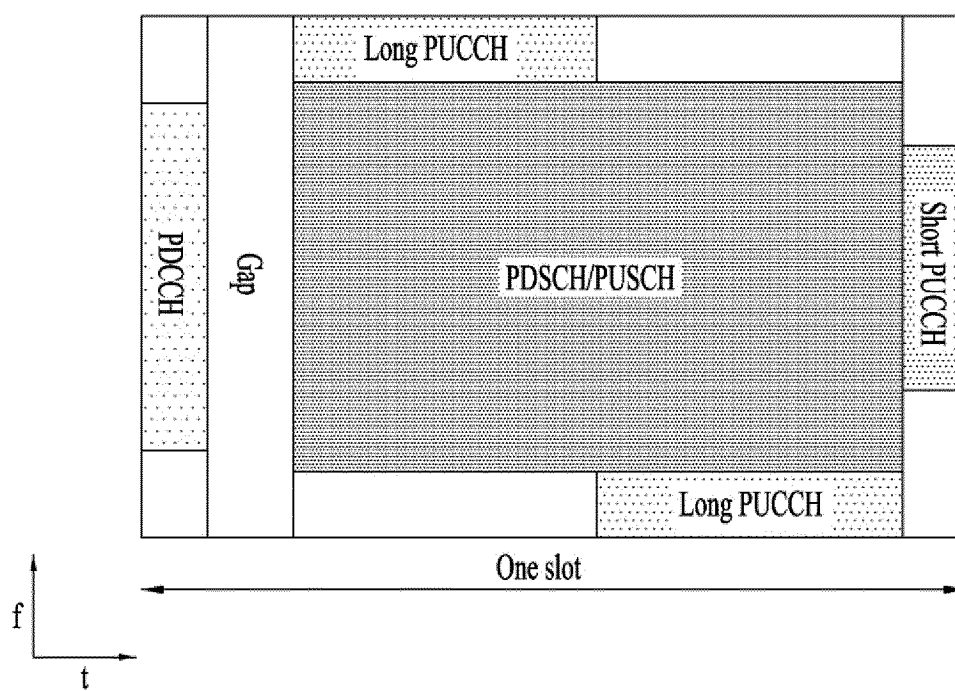 Long PUCCH
PDCCH
Gap
PDSCH/PUSCH
Short PUCCH
Long PUCCH
One slot
f
t